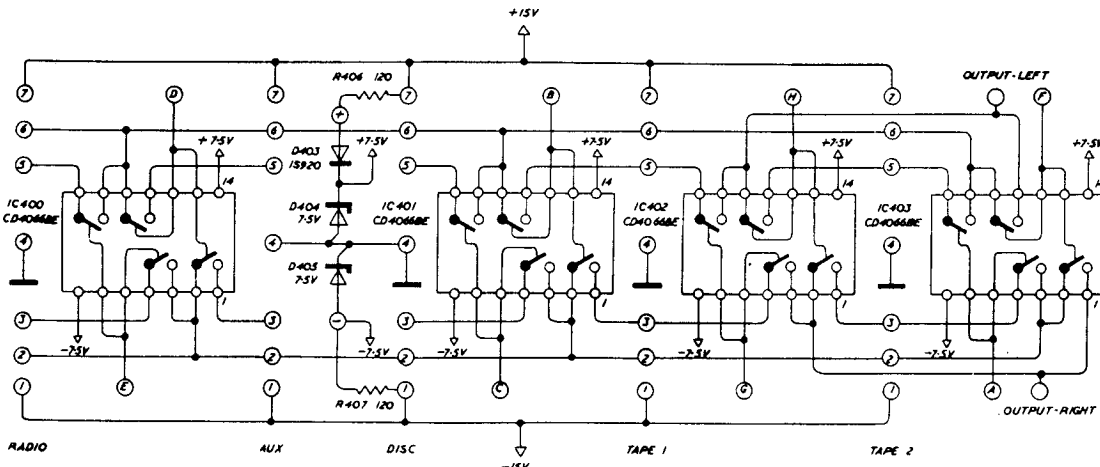 +15V
R406 120
OUTPUT-LEFT
7 7 7 7 7
D B H F
+
6 6 6 6 6
+7.5V D403 +7.5V +7.5V +7.5V
1S920
5 5 5 5 5
14 14 14
IC400 D404 IC401 IC402 IC403
CD4066BE 7.5V CD4066BE CD4066BE CD4066BE
4 4 4 4 4
D405
7.5V
1 1 1
3 3 3 3 3
-7.5V - -7.5V -7.5V -7.5V -7.5V
2 2 2 2 2
1 E 1 1 C 1 G 1 A
R407 120
OUTPUT-RIGHT
RADIO AUX DISC TAPE 1 TAPE 2
-15V